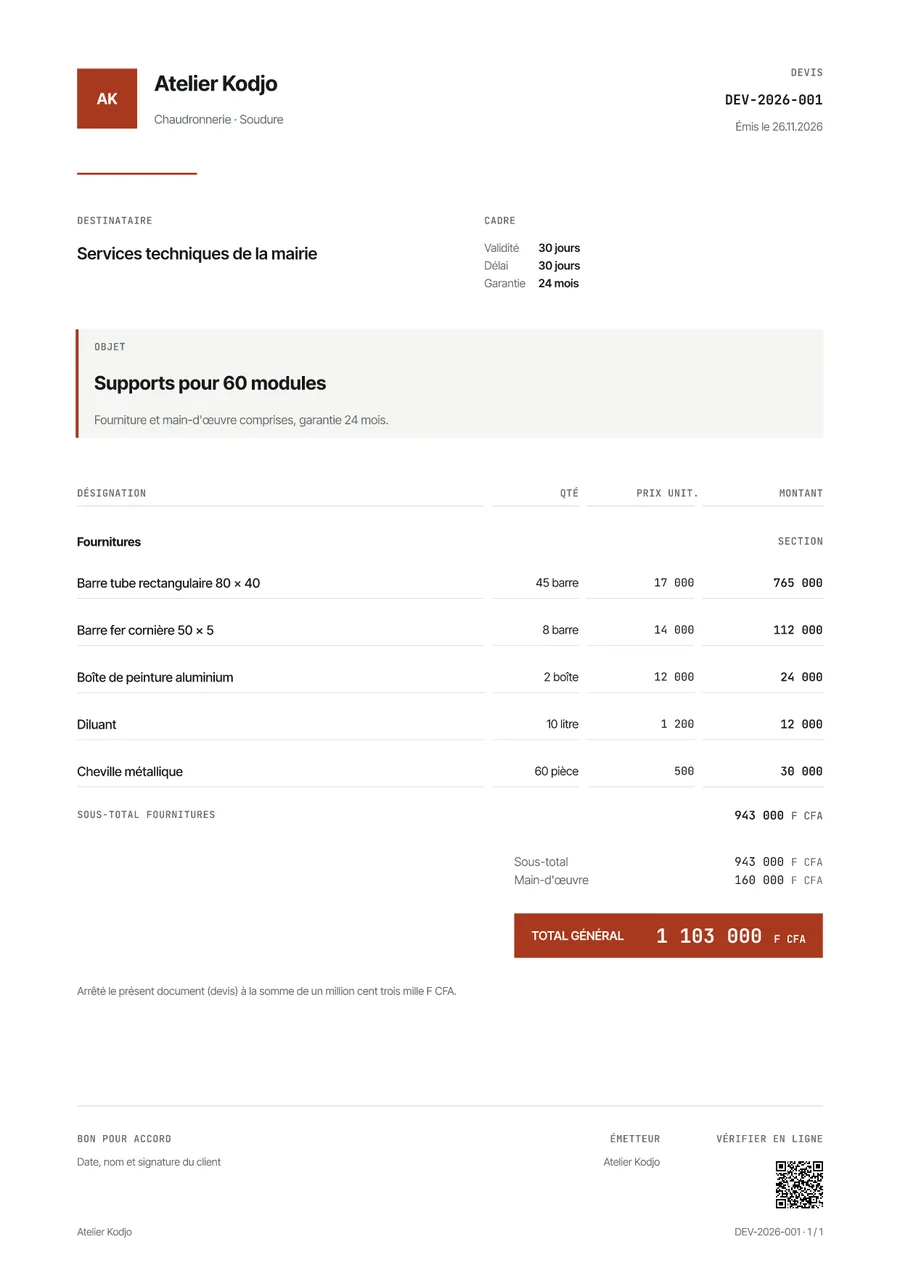 AK
Atelier Kodjo
Chaudronnerie · Soudure
DEVIS
DEV-2026-001
Émis le 26.11.2026
DESTINATAIRE
Services techniques de la mairie
CADRE
Validité 30 jours
Délai 30 jours
Garantie 24 mois
OBJET
Supports pour 60 modules
Fourniture et main-d'œuvre comprises, garantie 24 mois.
DÉSIGNATION QTÉ PRIX UNIT. MONTANT
Fournitures SECTION
Barre tube rectangulaire 80 × 40 45 barre 17 000 765 000
Barre fer cornière 50 × 5 8 barre 14 000 112 000
Boîte de peinture aluminium 2 boîte 12 000 24 000
Diluant 10 litre 1 200 12 000
Cheville métallique 60 pièce 500 30 000
SOUS-TOTAL FOURNITURES 943 000 F CFA
Sous-total 943 000 F CFA
Main-d'œuvre 160 000 F CFA
TOTAL GÉNÉRAL 1 103 000 F CFA
Arrêté le présent document (devis) à la somme de un million cent trois mille F CFA.
BON POUR ACCORD
Date, nom et signature du client
ÉMETTEUR
Atelier Kodjo
VÉRIFIER EN LIGNE
Atelier Kodjo
DEV-2026-001 · 1 / 1